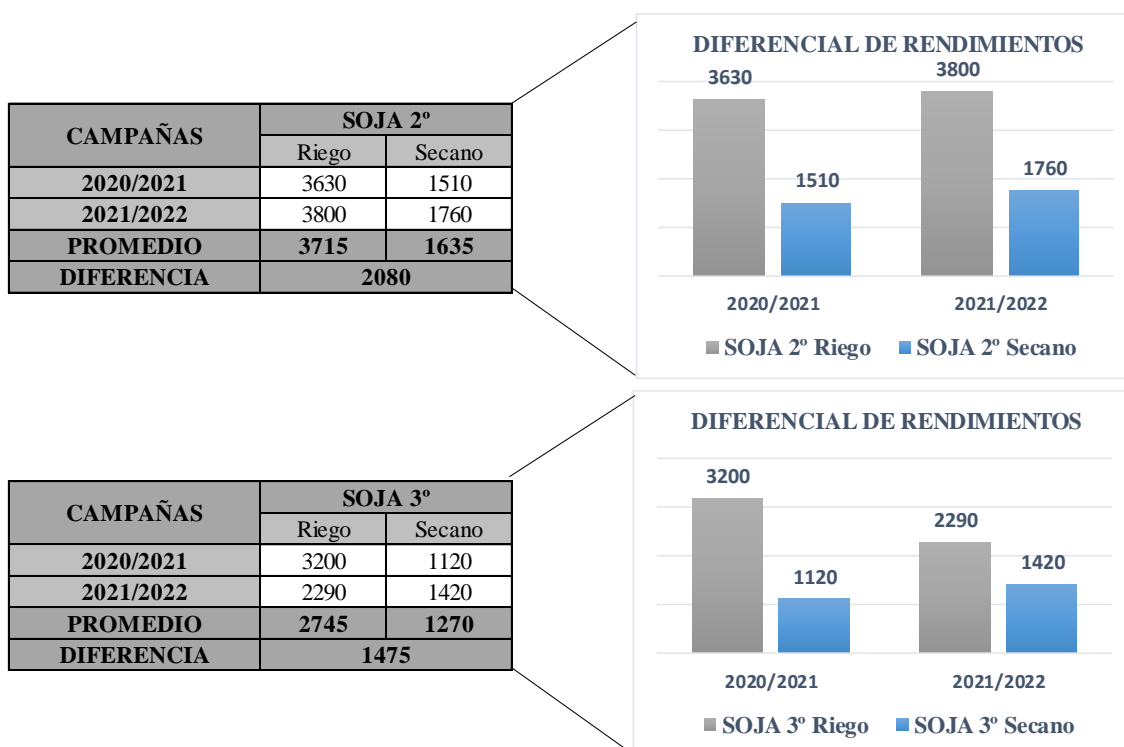 CAMPAÑAS SOJA 2º
Riego Secano
2020/2021 3630 1510
2021/2022 3800 1760
PROMEDIO 3715 1635
DIFERENCIA 2080
DIFERENCIAL DE RENDIMIENTOS
3630 3800
1510 1760
2020/2021 2021/2022
SOJA 2º Riego SOJA 2º Secano
CAMPAÑAS SOJA 3º
Riego Secano
2020/2021 3200 1120
2021/2022 2290 1420
PROMEDIO 2745 1270
DIFERENCIA 1475
DIFERENCIAL DE RENDIMIENTOS
3200
2290
1120 1420
2020/2021 2021/2022
SOJA 3º Riego SOJA 3º Secano